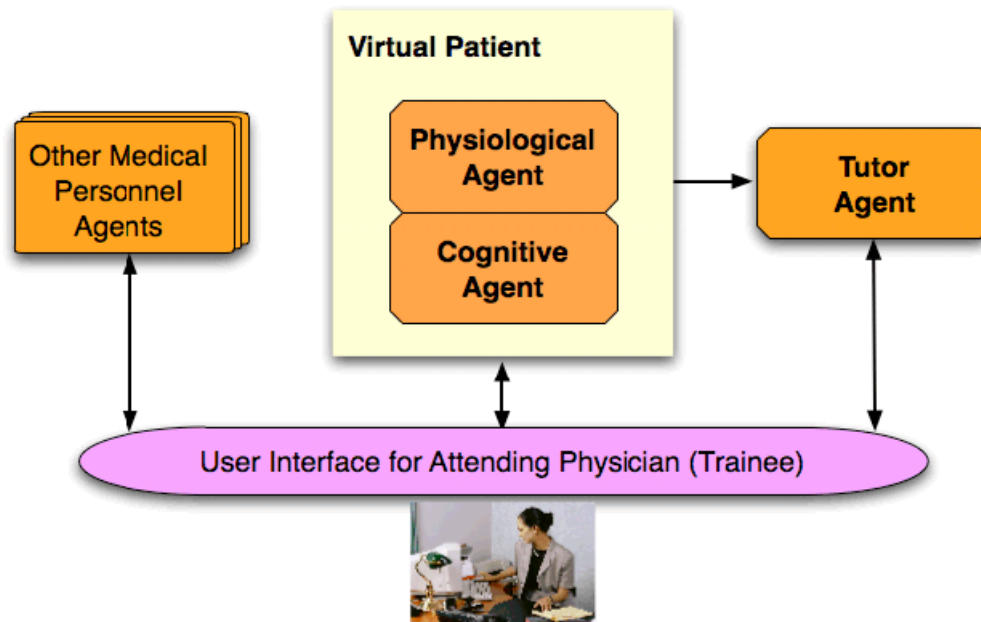 Virtual Patient
Other Medical
Personnel
Agents
Physiological
Agent
Cognitive
Agent
Tutor
Agent
User Interface for Attending Physician (Trainee)